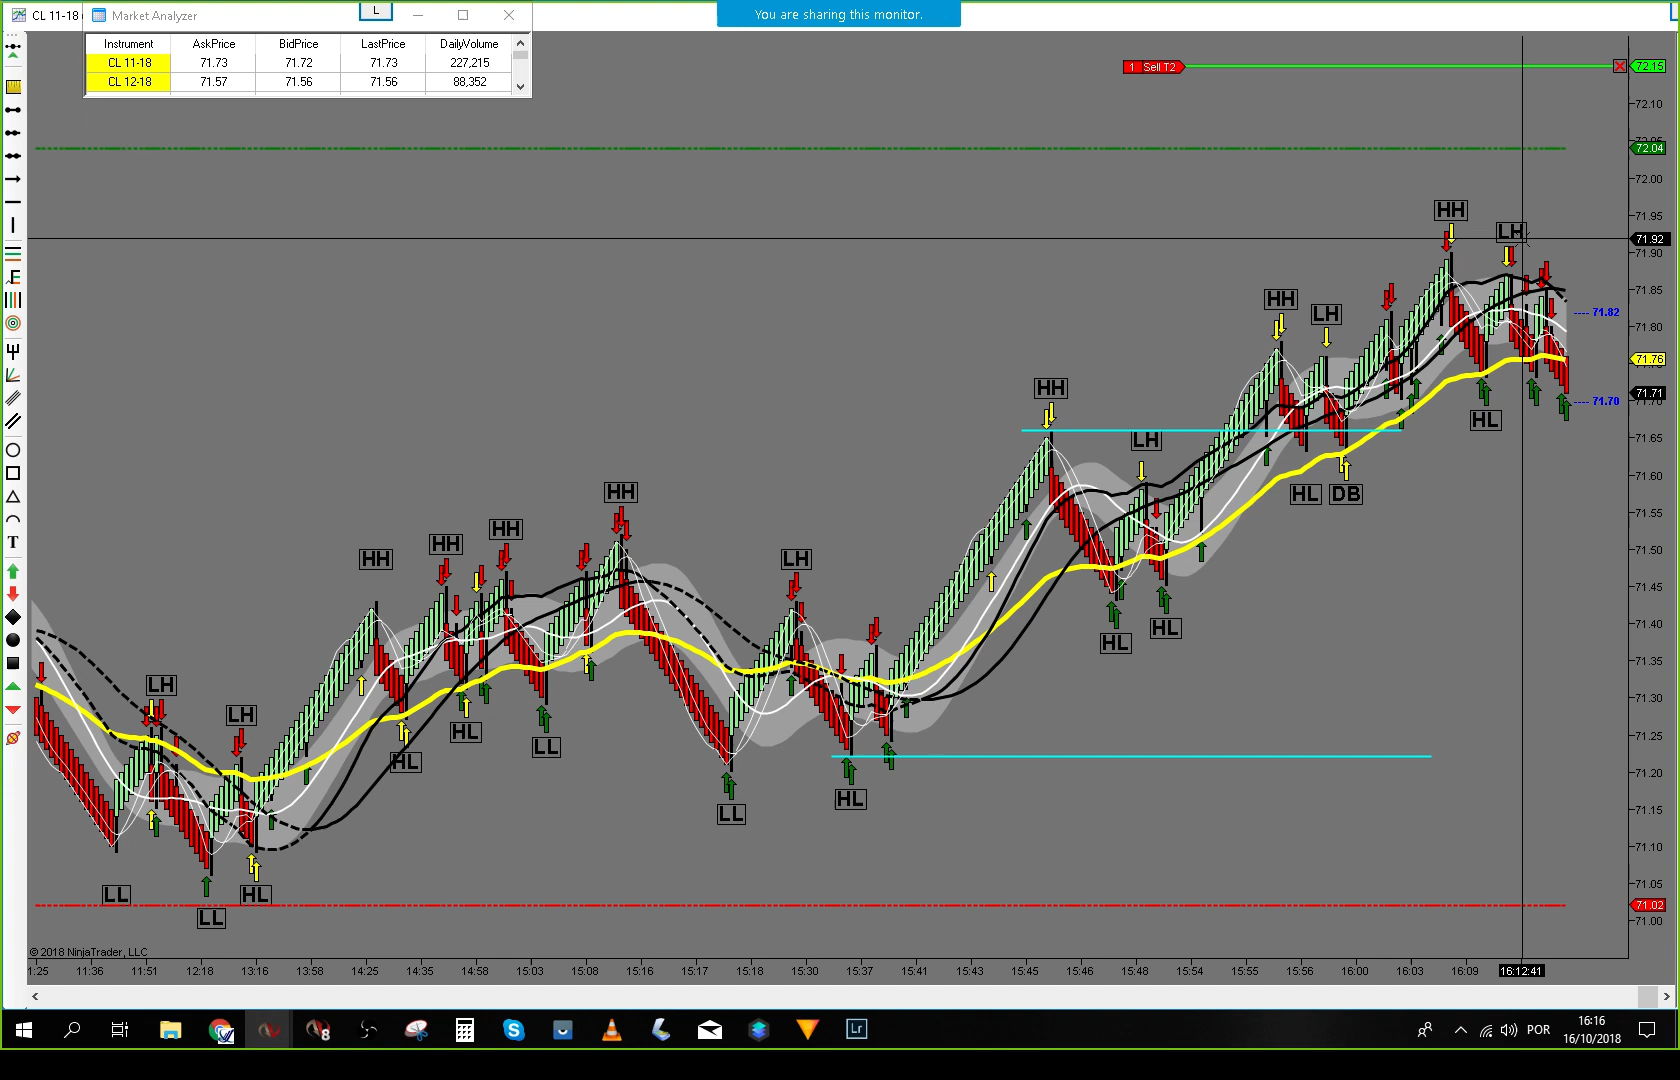 CL 11-18
Market Analyzer
L
You are sharing this monitor.
Instrument AskPrice BidPrice LastPrice DailyVolume
CL 11-18 71.73 71.72 71.73 227,215
CL 12-18 71.57 71.56 71.56 88,352
1 Sell T2
72.15
72.10
72.05
72.04
72.00
71.95
71.92
71.90
71.85
71.82
71.80
71.76
71.71
71.70
71.70
71.65
71.60
71.55
71.50
71.45
71.40
71.35
71.30
71.25
71.20
71.15
71.10
71.05
71.02
71.00
HH
LH
HH
LH
HH
LH
HL
HL DB
HH
HH
HH
HH
LH
HL
HL
LH
LH
HL
HL
LL
HL
LL
LL
HL
LL
© 2018 NinjaTrader, LLC
1:25 11:36 11:51 12:18 13:16 13:58 14:25 14:35 14:58 15:03 15:08 15:16 15:17 15:18 15:30 15:37 15:41 15:43 15:45 15:46 15:48 15:54 15:55 15:56 16:00 16:03 16:09 16:12:41
T
8
Lr
POR
16:16
16/10/2018